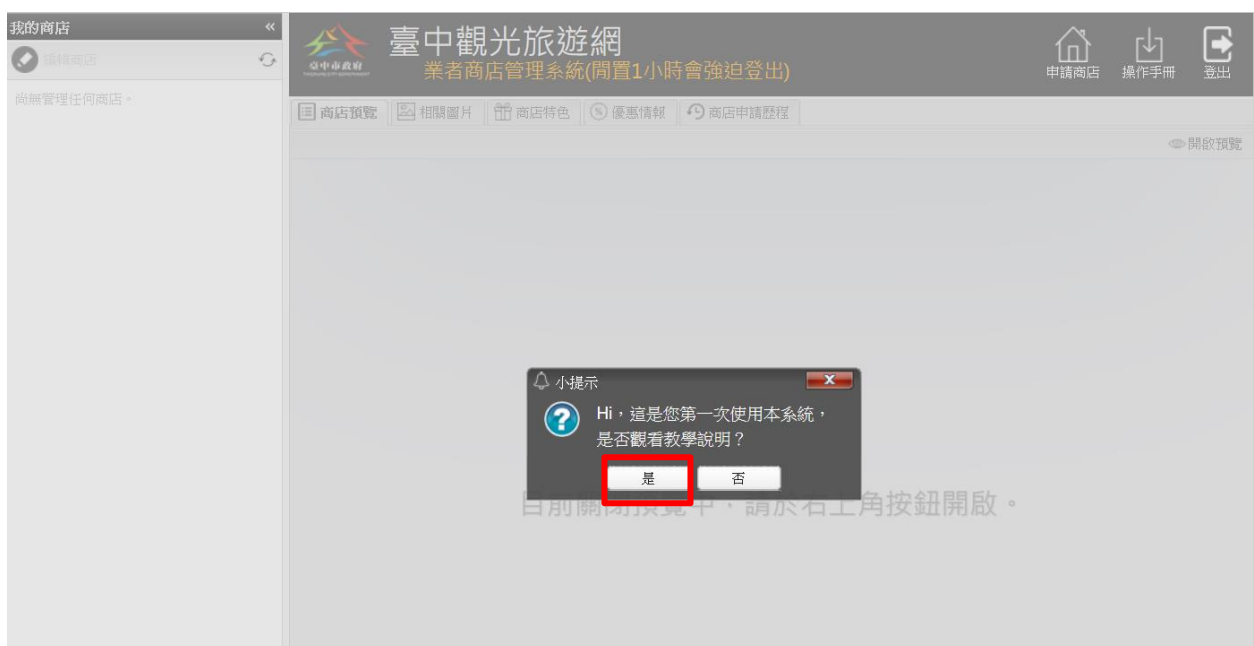 我的商店
編輯商店
尚無管理任何商店。
臺中市政府
臺中觀光旅遊網
業者商店管理系統(閒置1小時會強迫登出)
申請商店
操作手冊
登出
商店預覽
相關圖片
商店特色
優惠情報
商店申請歷程
開啟預覽
小提示
Hi，這是您第一次使用本系統，
是否觀看教學說明？
是
否
目前關閉預覽中，請於右上角按鈕開啟。